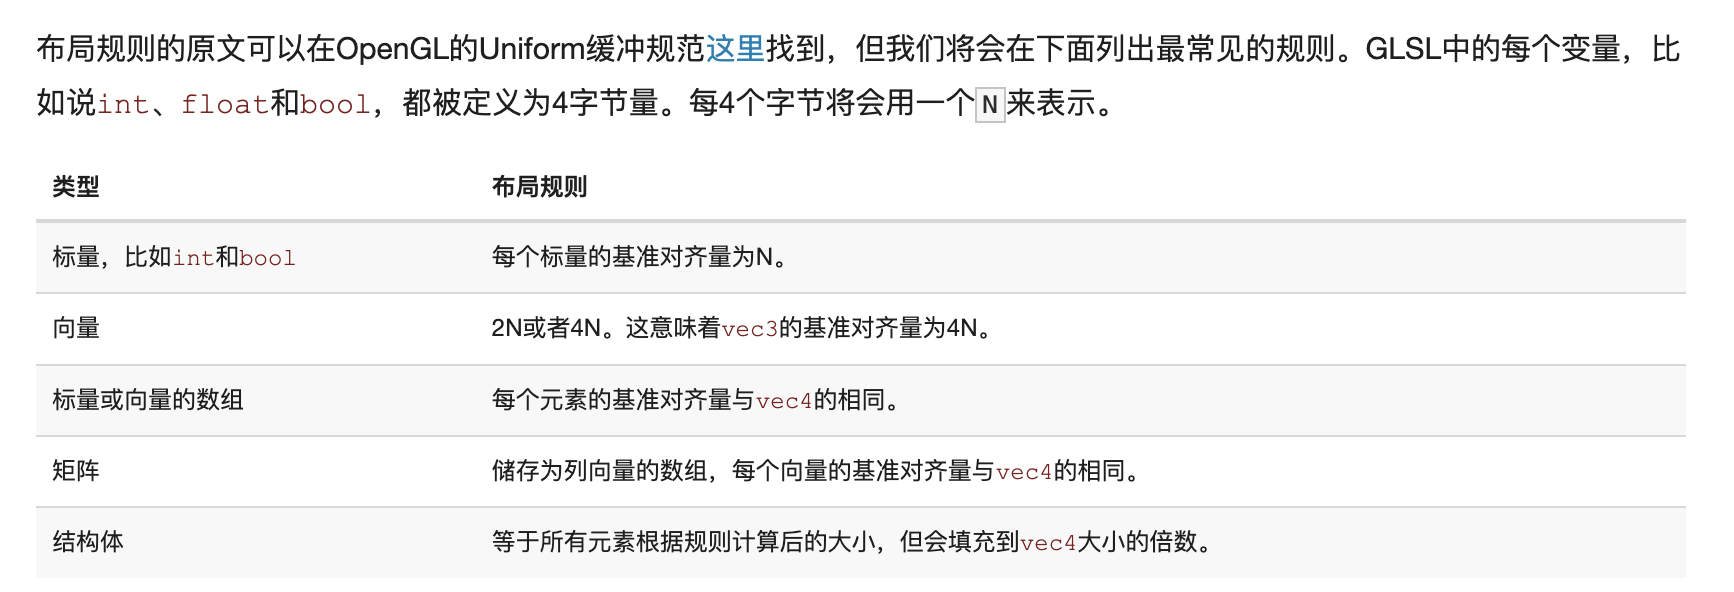 布局规则的原文可以在OpenGL的Uniform缓冲规范这里找到，但我们将会在下面列出最常见的规则。GLSL中的每个变量，比
如说int、float和bool，都被定义为4字节量。每4个字节将会用一个N来表示。
类型 布局规则
标量，比如int和bool 每个标量的基准对齐量为N。
向量 2N或者4N。这意味着vec3的基准对齐量为4N。
标量或向量的数组 每个元素的基准对齐量与vec4的相同。
矩阵 储存为列向量的数组，每个向量的基准对齐量与vec4的相同。
结构体 等于所有元素根据规则计算后的大小，但会填充到vec4大小的倍数。